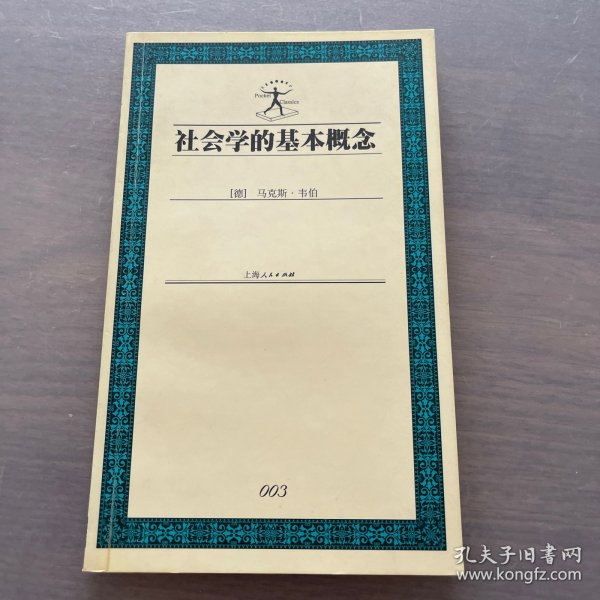 Pocket Classics
社会学的基本概念
[德] 马克斯·韦伯
上海人民出版社
003
孔夫子旧書网
www.kongfz.com